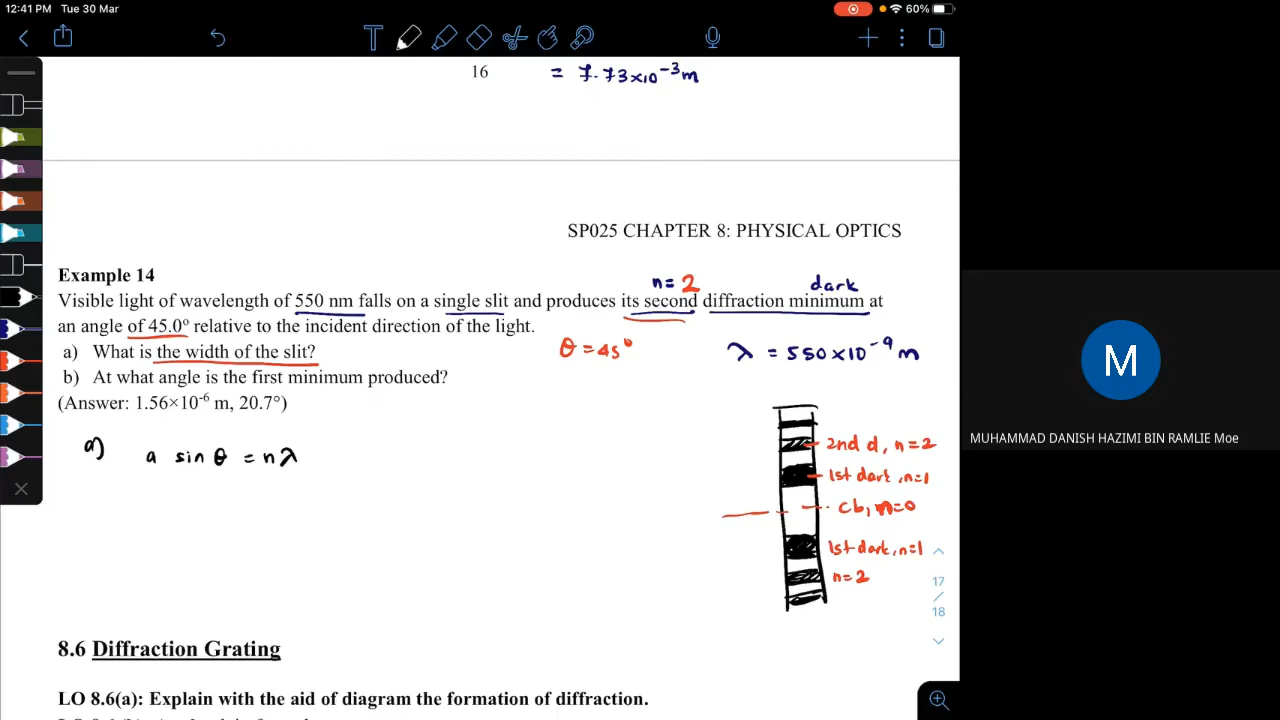 12:41 PM Tue 30 Mar
60%
16
= 7.73×10⁻³m
SP025 CHAPTER 8: PHYSICAL OPTICS
Example 14
n= 2
dark
Visible light of wavelength of 550 nm falls on a single slit and produces its second diffraction minimum at
an angle of 45.0º relative to the incident direction of the light.
a) What is the width of the slit?
θ = 45°
λ = 550×10⁻⁹ m
b) At what angle is the first minimum produced?
(Answer: 1.56×10⁻⁶ m, 20.7°)
a) a sin θ = nλ
2nd d, n=2
1st dark, n=1
cb, n=0
1st dark, n=1
n=2
17
/
18
8.6 Diffraction Grating
LO 8.6(a): Explain with the aid of diagram the formation of diffraction.
M
MUHAMMAD DANISH HAZIMI BIN RAMLIE Moe